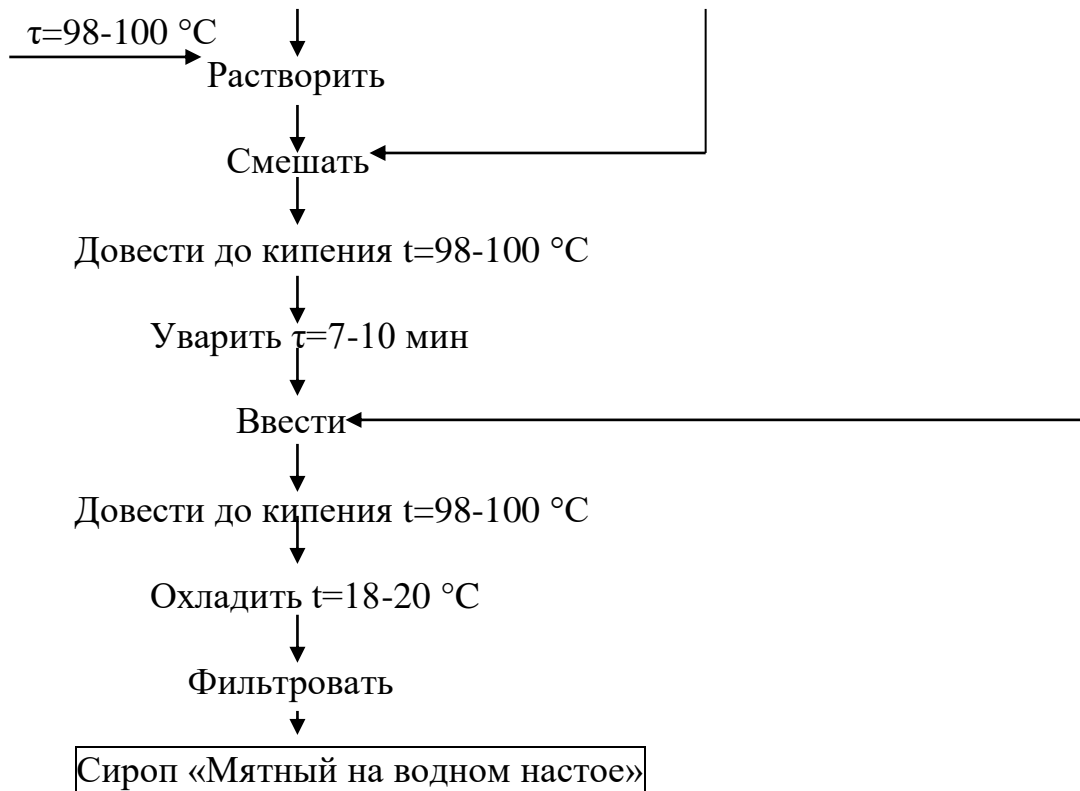 τ=98-100 °C
Растворить
Смешать
Довести до кипения t=98-100 °C
Уварить τ=7-10 мин
Ввести
Довести до кипения t=98-100 °C
Охладить t=18-20 °C
Фильтровать
Сироп «Мятный на водном настое»